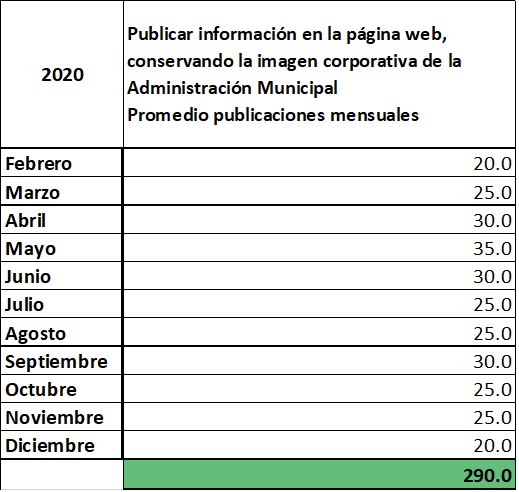 2020
Publicar información en la página web,
conservando la imagen corporativa de la
Administración Municipal
Promedio publicaciones mensuales
Febrero 20.0
Marzo 25.0
Abril 30.0
Mayo 35.0
Junio 30.0
Julio 25.0
Agosto 25.0
Septiembre 30.0
Octubre 25.0
Noviembre 25.0
Diciembre 20.0
290.0